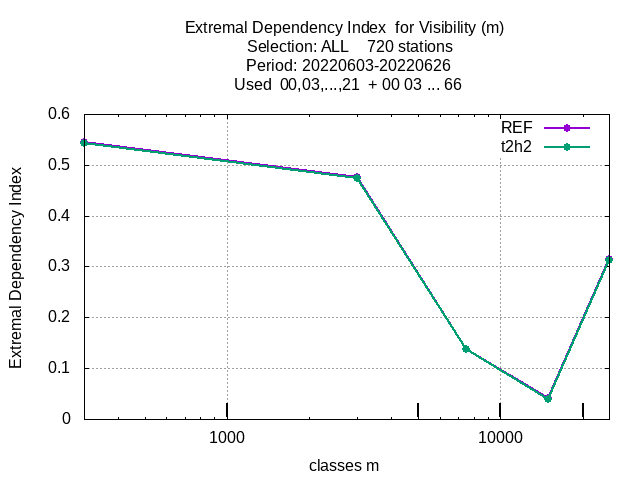 Extremal Dependency Index  for Visibility (m)
Selection: ALL    720 stations
Period: 20220603-20220626
Used  00,03,...,21  + 00 03 ... 66
REF
t2h2
Extremal Dependency Index
0.6
0.5
0.4
0.3
0.2
0.1
0
1000
10000
classes m